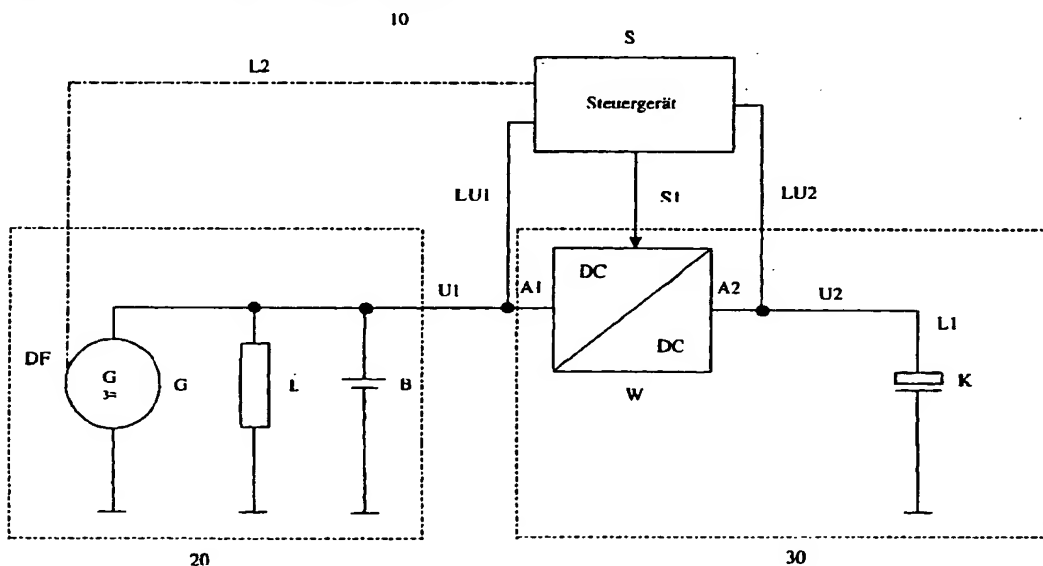 10
S
L2
Steuergerät
LU1
S1
LU2
DC
U1
A1
A2
U2
L1
DC
DF
G
3=
G
L
B
W
K
20
30